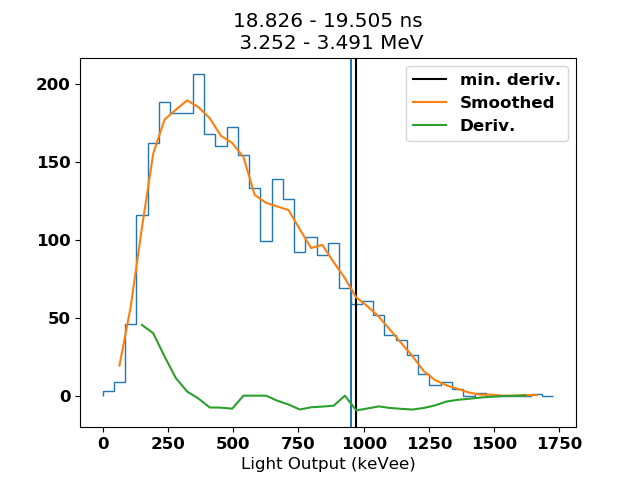 18.826 - 19.505 ns
3.252 - 3.491 MeV
min. deriv.
Smoothed
Deriv.
200
150
100
50
0
0 250 500 750 1000 1250 1500 1750
Light Output (keVee)